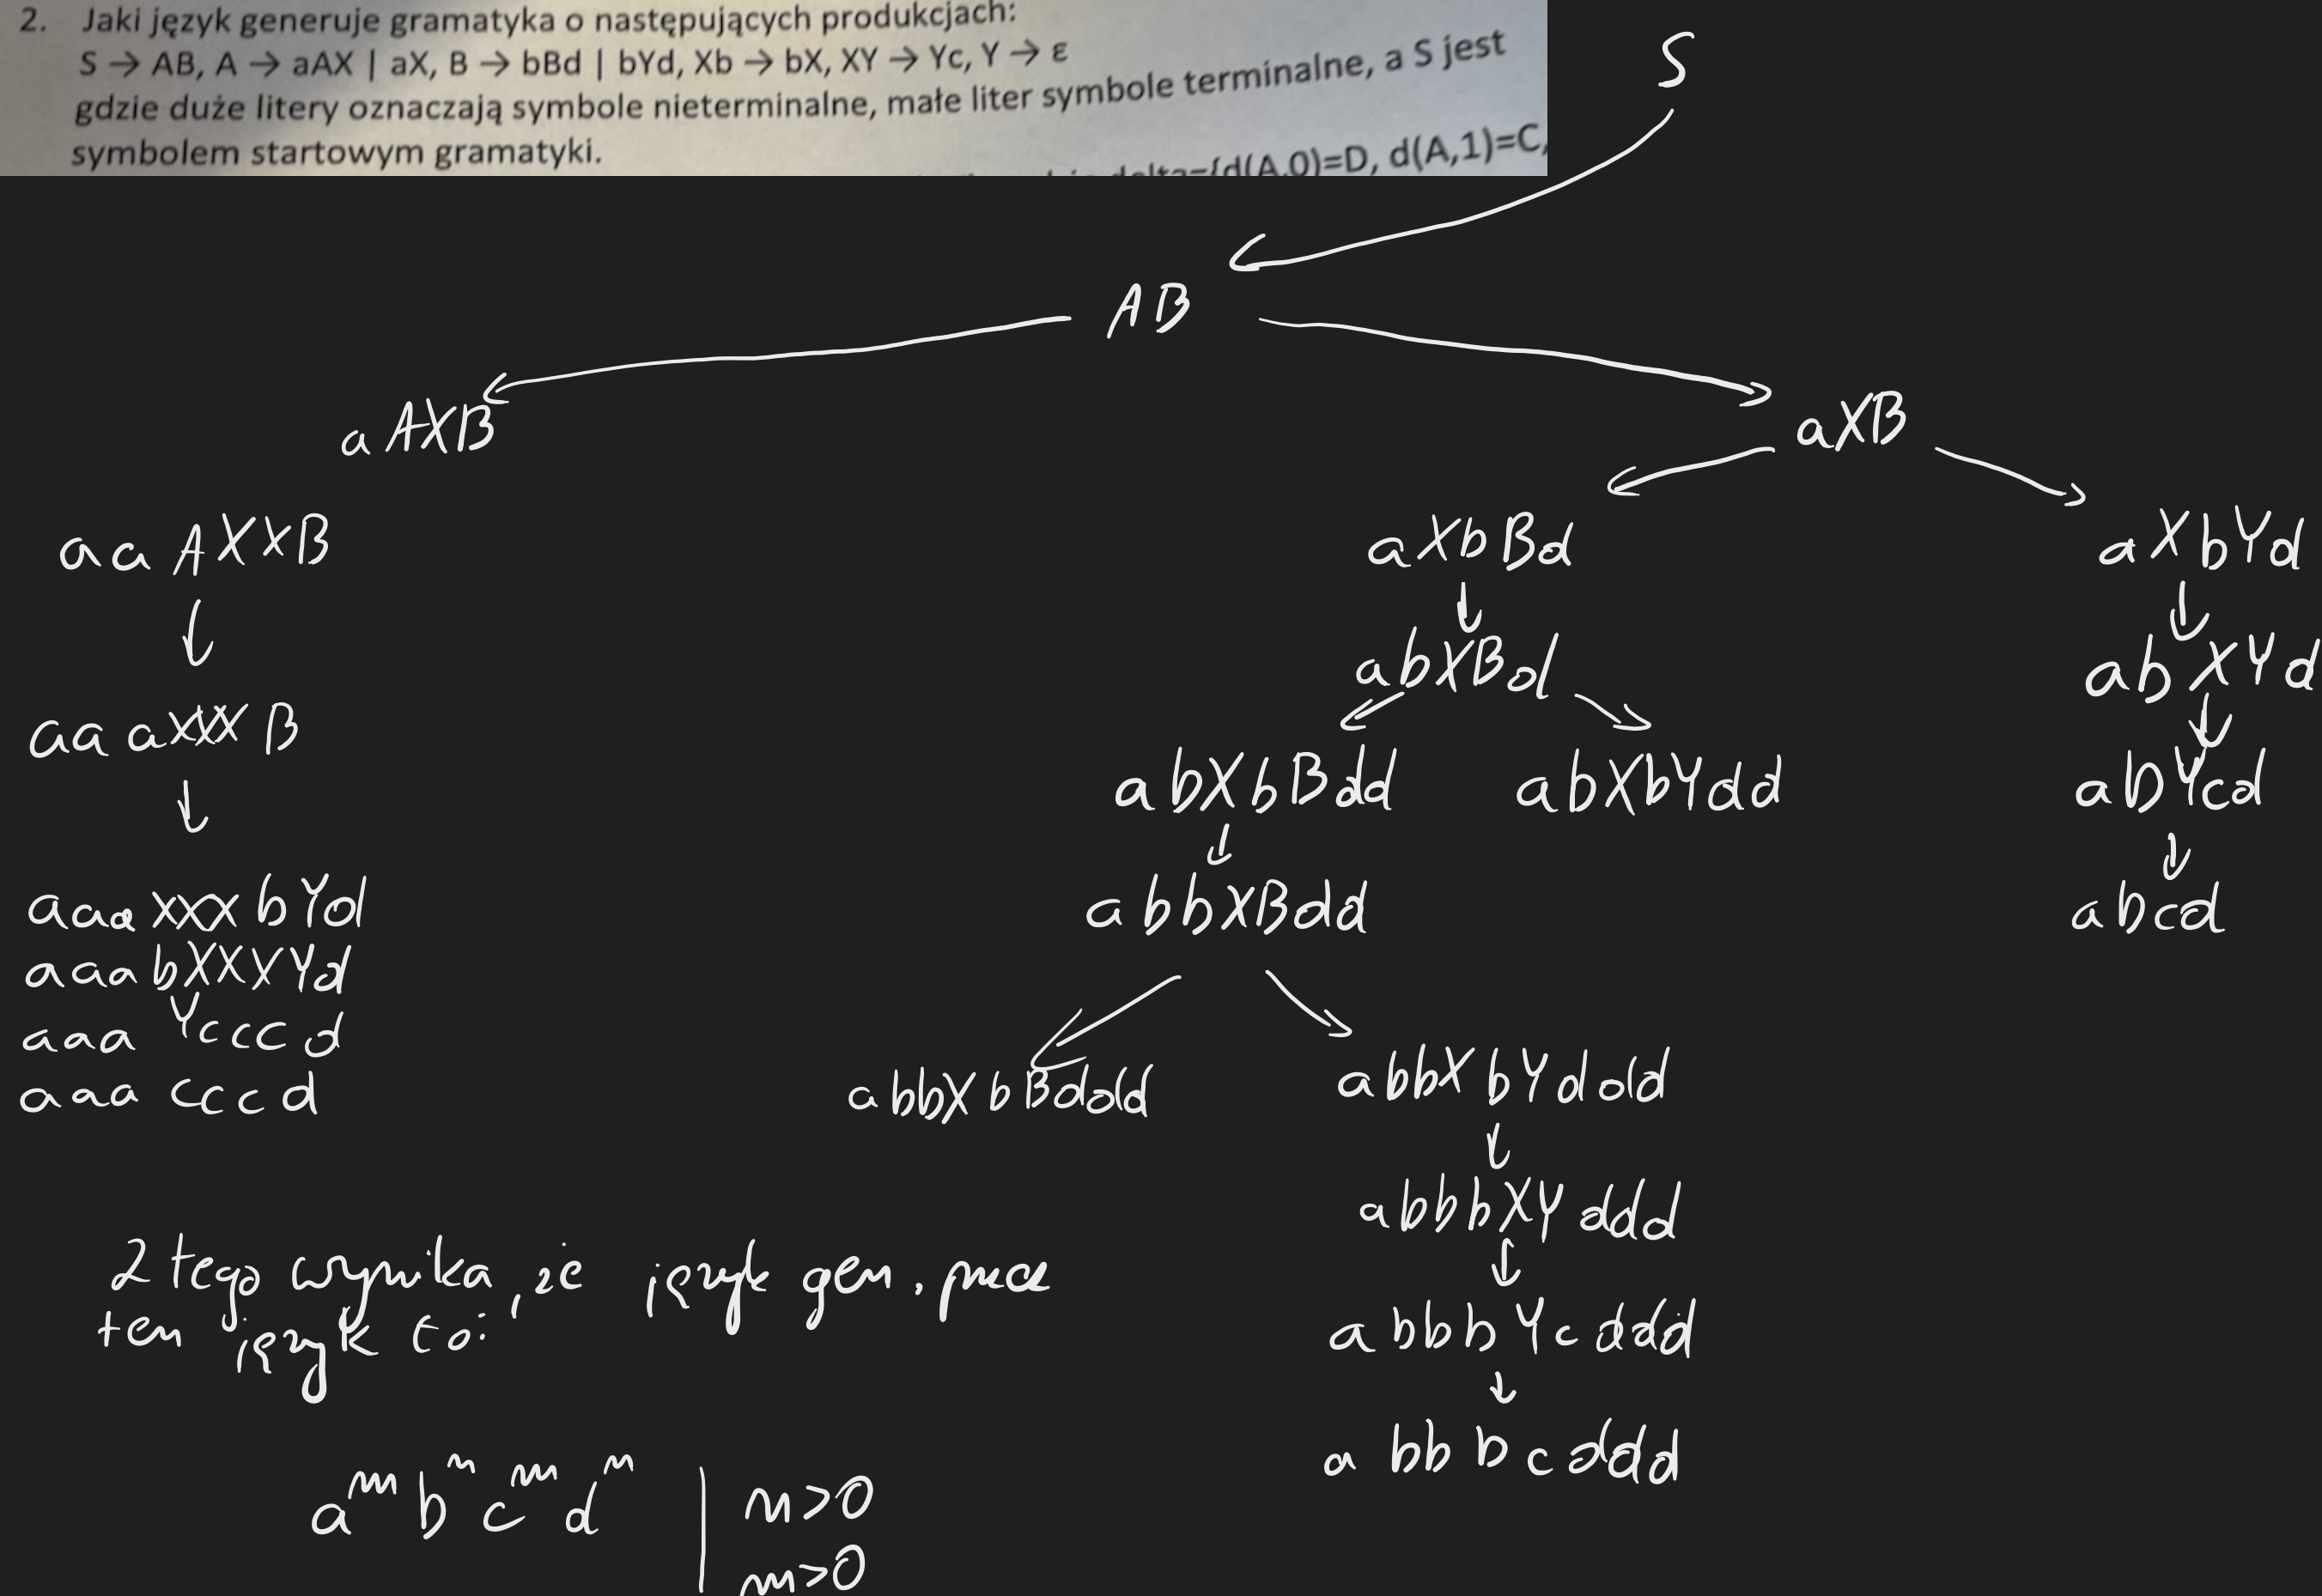 2. Jaki język generuje gramatyka o następujących produkcjach:
S → AB, A → aAX | aX, B → bBd | bYd, Xb → bX, XY → Yc, Y → ε
gdzie duże litery oznaczają symbole nieterminalne, małe liter symbole terminalne, a S jest
symbolem startowym gramatyki.
delta={d(A,0)=D, d(A,1)=C,
S
AB
aAXB
aXB
aaAXXB
aXbBd
aXbYd
abXBd
abXYd
aaaXXXB
abXbBdd
abXbYdd
abYcd
aaaXXXbYd
abbXBdd
abcd
aaabXXXYd
aaaYcccd
aaacccd
abbXbBddd
abbXbYddd
abbbXYddd
Z tego wynika, że język gen. przez
ten język to:
abbbYcddd
abbbcddd
a^m b^n c^m d^n | n>0
m>0